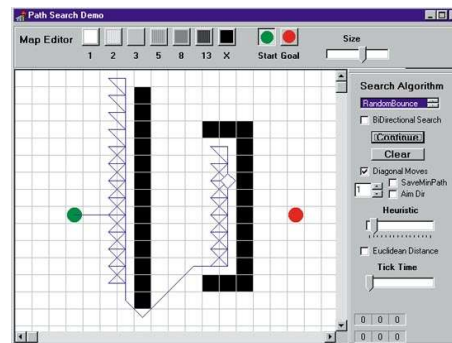 Path Search Demo
Map Editor
1 2 3 5 8 13 X Start Goal
Size
Search Algorithm
RandomBounce
BiDirectional Search
Continue
Clear
Diagonal Moves
1
SaveMinPath
Aim Dir
Heuristic
Euclidean Distance
Tick Time
0 0 0
0 0 0